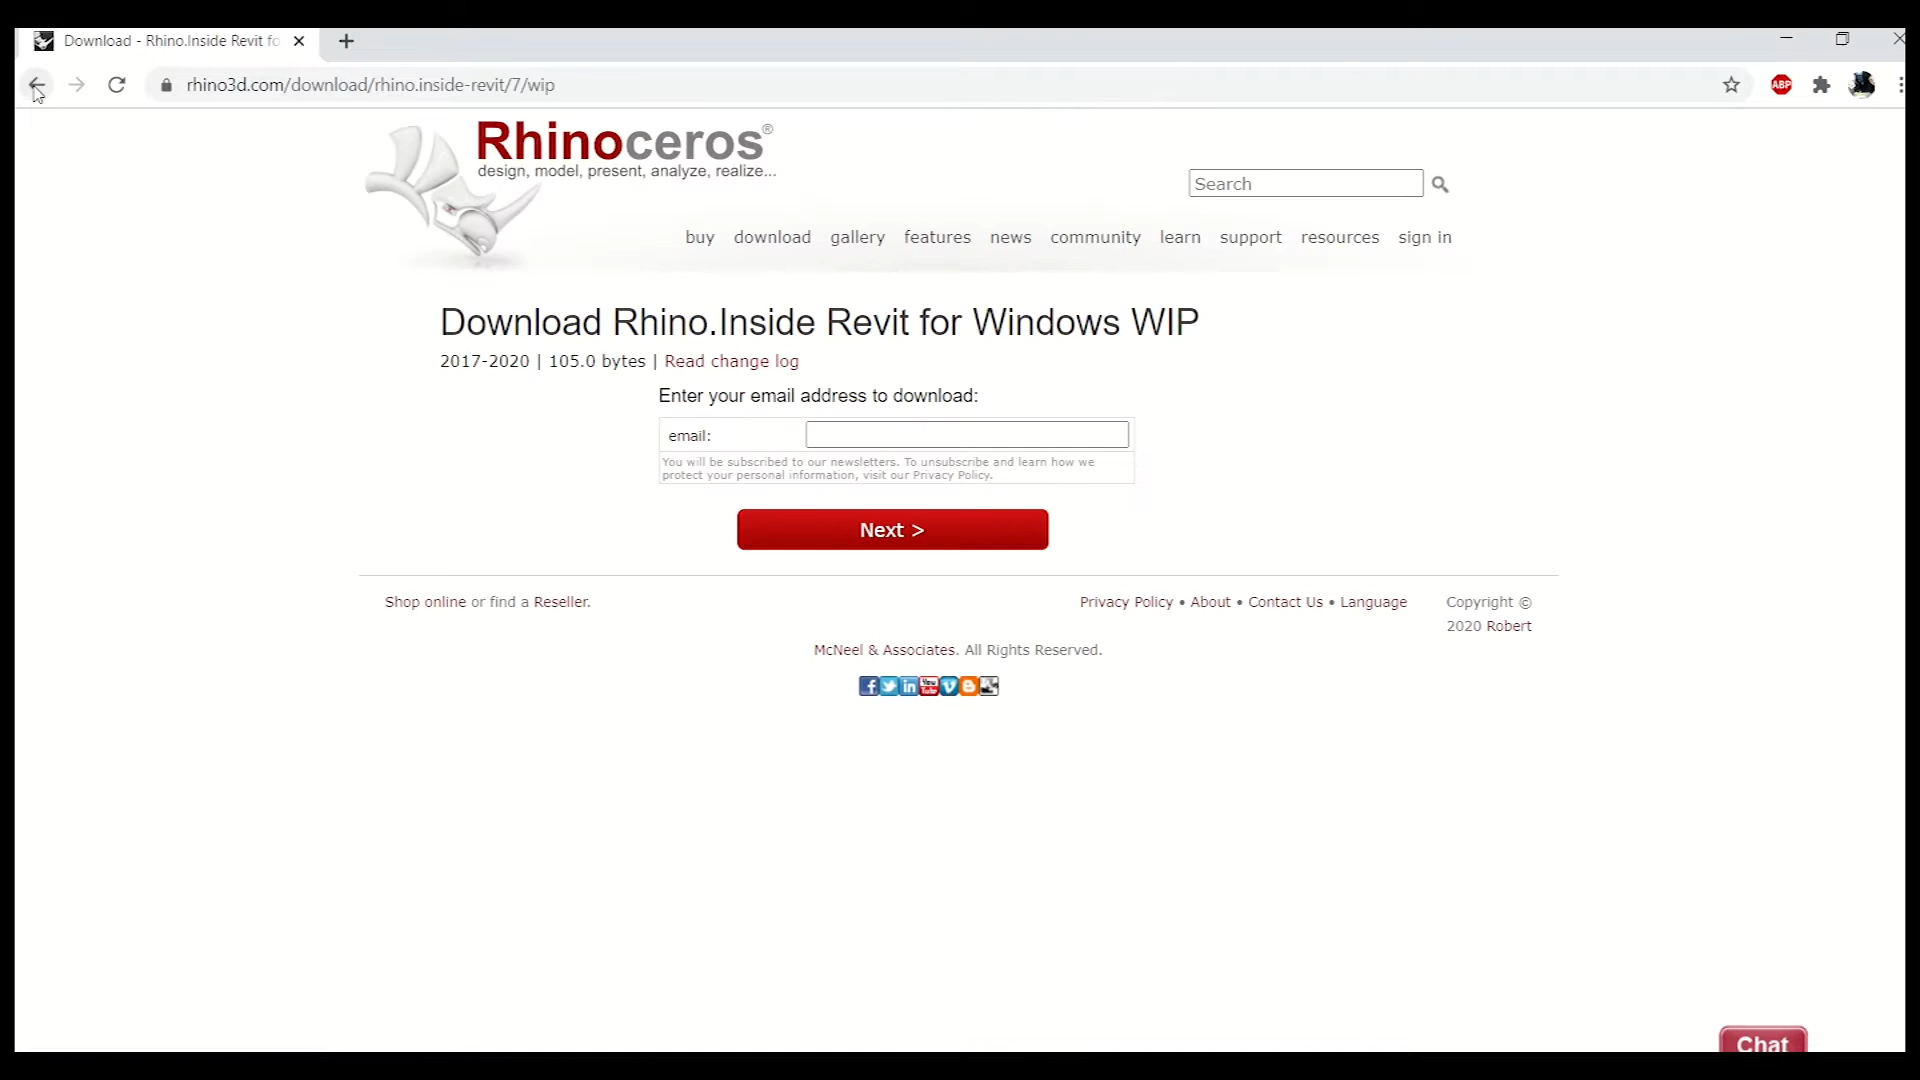 Download - Rhino.Inside Revit fo
rhino3d.com/download/rhino.inside-revit/7/wip
ABP
Rhinoceros®
design, model, present, analyze, realize...
Search
buy download gallery features news community learn support resources sign in
Download Rhino.Inside Revit for Windows WIP
2017-2020 | 105.0 bytes | Read change log
Enter your email address to download:
email:
You will be subscribed to our newsletters. To unsubscribe and learn how we
protect your personal information, visit our Privacy Policy.
Next >
Shop online or find a Reseller.
Privacy Policy • About • Contact Us • Language
Copyright ©
2020 Robert
McNeel & Associates. All Rights Reserved.
You Tube
Chat